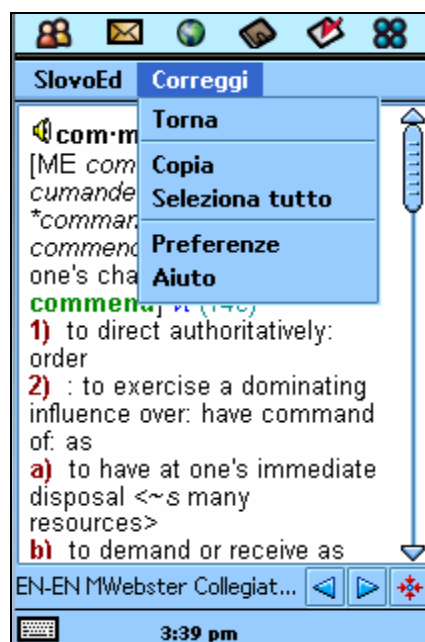 SlovoEd Correggi
Torna
Copia
Seleziona tutto
Preferenze
Aiuto
com·m
[ME com
cumande
*comman
commend
one's cha
commend]
1) to direct authoritatively:
order
2) : to exercise a dominating
influence over: have command
of: as
a) to have at one's immediate
disposal <~s many
resources>
b) to demand or receive as
EN-EN MWebster Collegiat...
3:39 pm